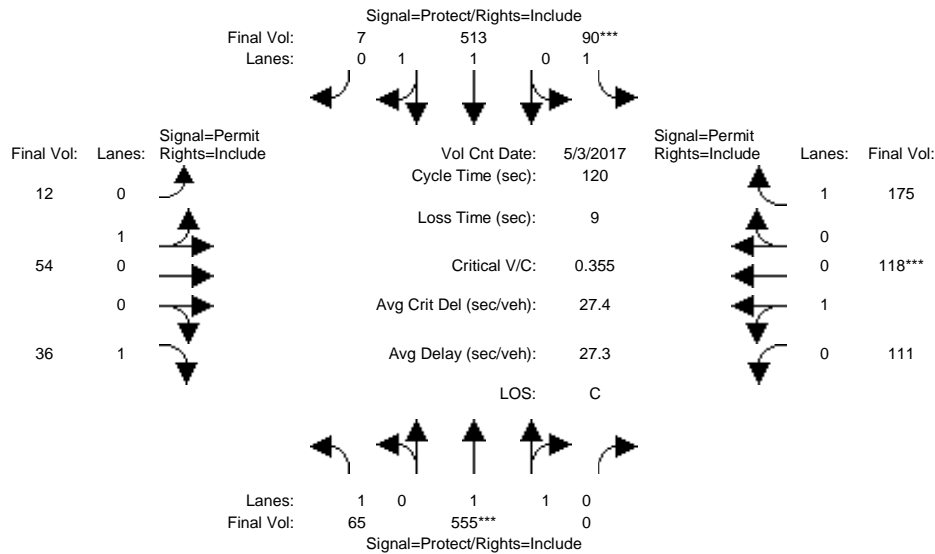 Signal=Protect/Rights=Include
Final Vol: 7 513 90***
Lanes: 0 1 1 0 1
Signal=Permit
Final Vol: Lanes: Rights=Include
Vol Cnt Date: 5/3/2017
Signal=Permit
Rights=Include Lanes: Final Vol:
Cycle Time (sec): 120
12 0
1 175
Loss Time (sec): 9
1
0
54 0
Critical V/C: 0.355
0 118***
0
Avg Crit Del (sec/veh): 27.4
1
36 1
Avg Delay (sec/veh): 27.3
0 111
LOS: C
Lanes: 1 0 1 1 0
Final Vol: 65 555*** 0
Signal=Protect/Rights=Include